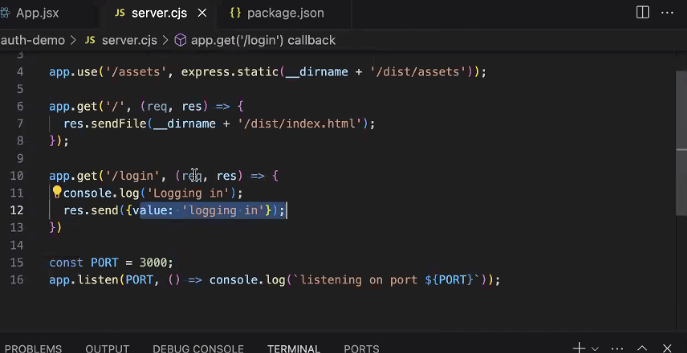 App.jsx JS server.cjs × {} package.json
auth-demo > JS server.cjs > app.get('/login') callback
3
4 app.use('/assets', express.static(__dirname + '/dist/assets'));
5
6 app.get('/', (req, res) => {
7 res.sendFile(__dirname + '/dist/index.html');
8 });
9
10 app.get('/login', (req, res) => {
11 console.log('Logging in');
12 res.send({value: 'logging in'});
13 })
14
15 const PORT = 3000;
16 app.listen(PORT, () => console.log(`listening on port ${PORT}`));
PROBLEMS OUTPUT DEBUG CONSOLE TERMINAL PORTS